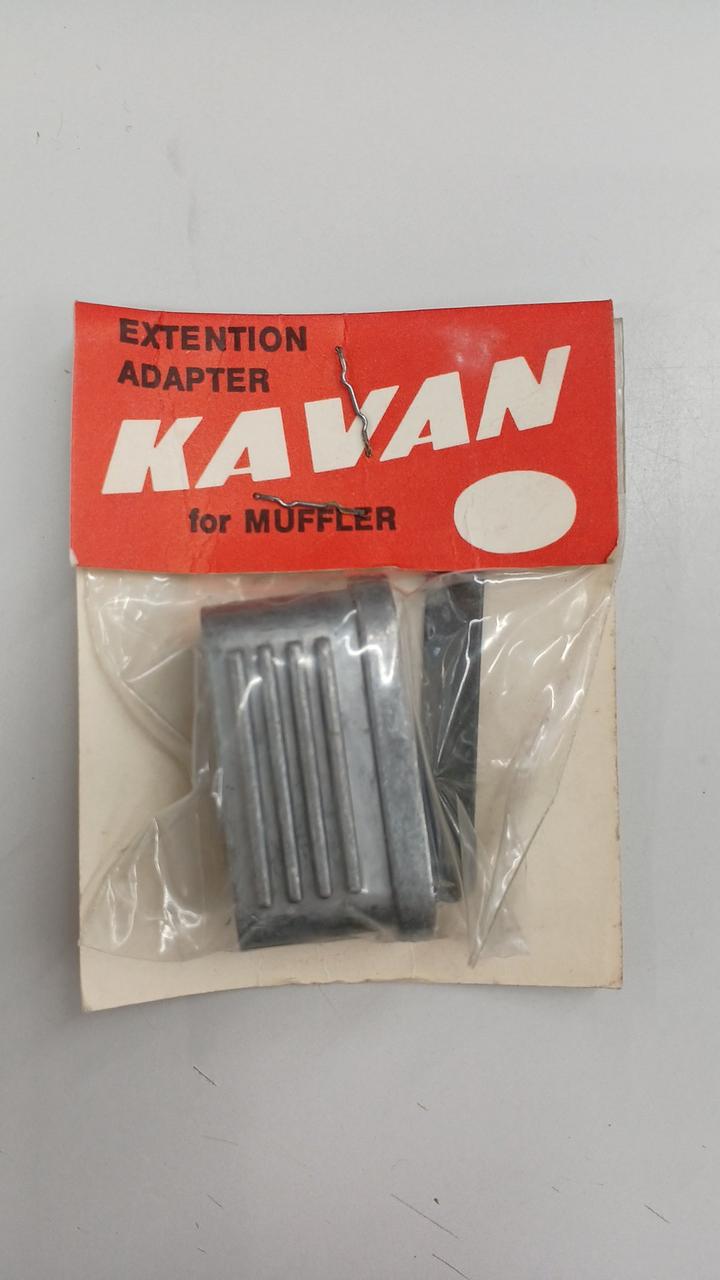 EXTENTION
ADAPTER
KAVAN
for MUFFLER